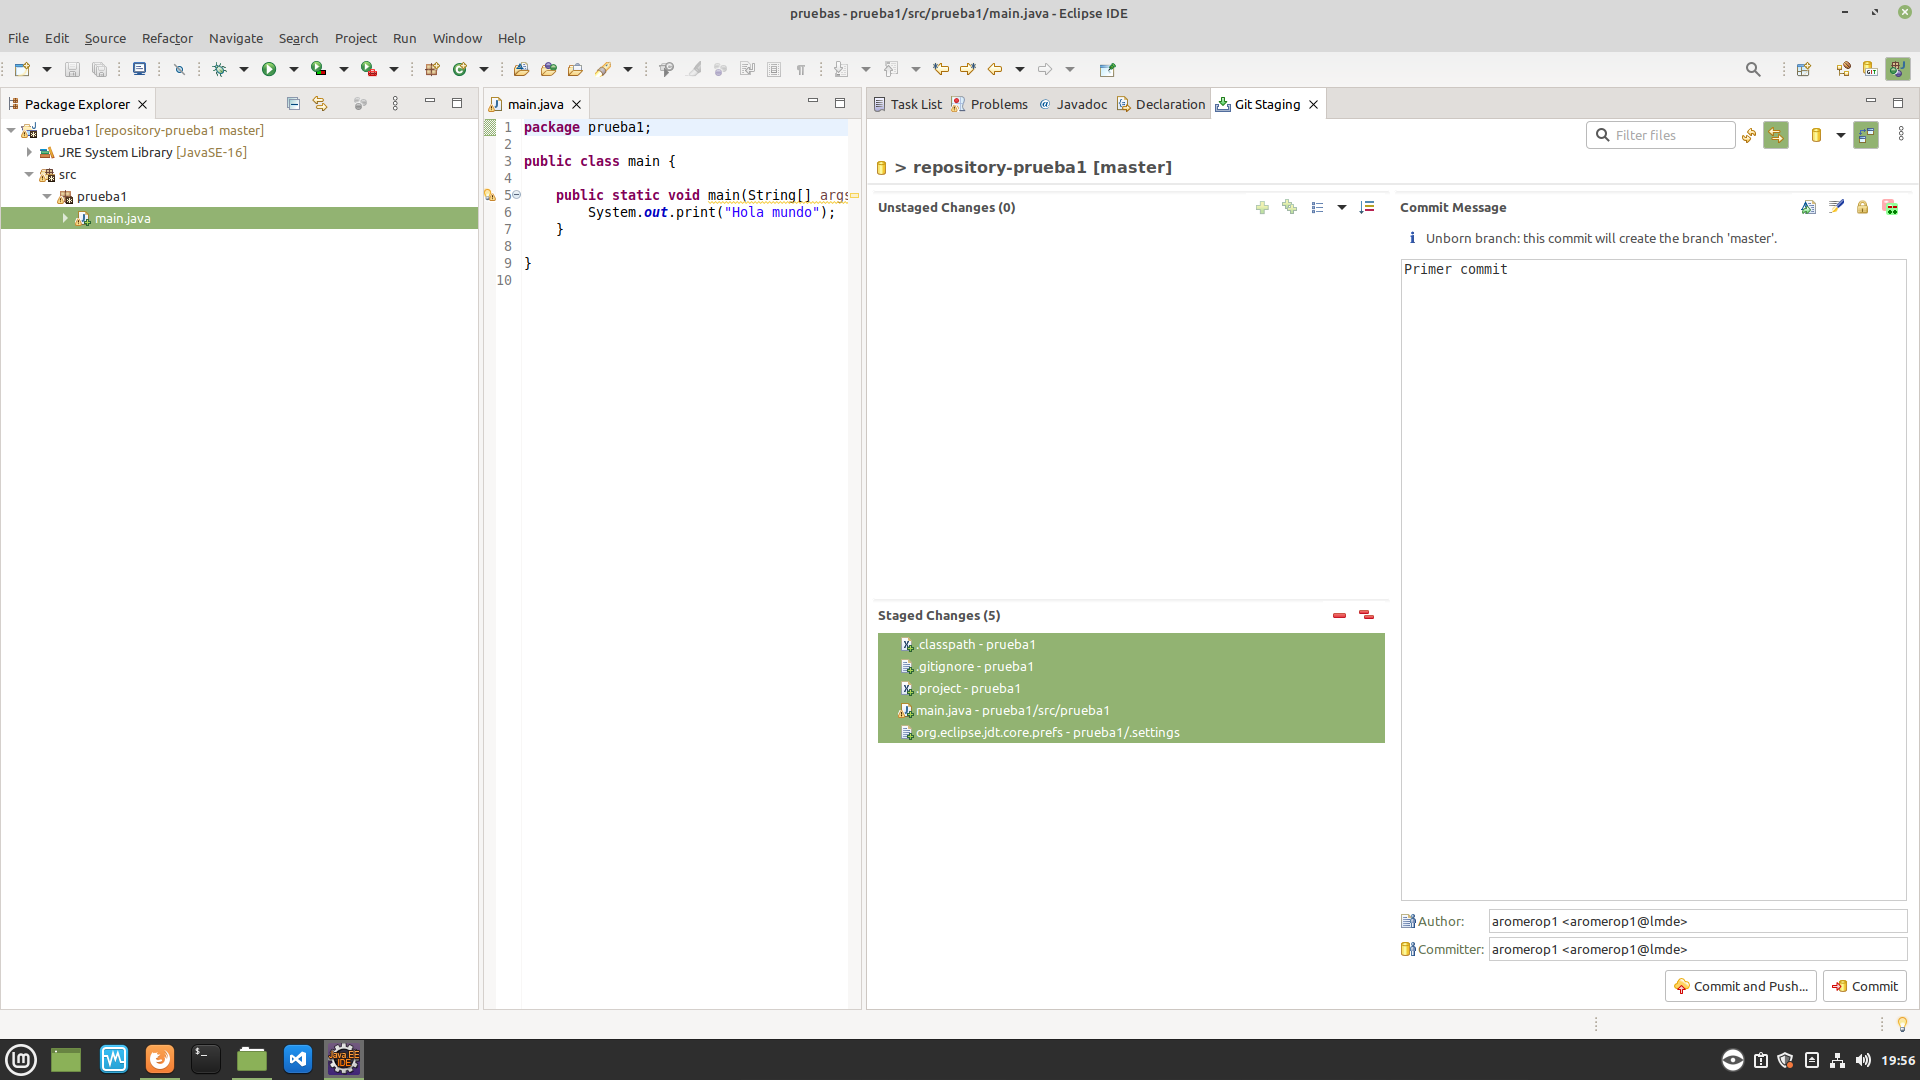 pruebas - prueba1/src/prueba1/main.java - Eclipse IDE
File Edit Source Refactor Navigate Search Project Run Window Help
Package Explorer
prueba1 [repository-prueba1 master]
JRE System Library [JavaSE-16]
src
prueba1
main.java
main.java
1 package prueba1;
2
3 public class main {
4
5 public static void main(String[] args
6 System.out.print("Hola mundo");
7 }
8
9 }
10
Task List Problems @ Javadoc Declaration Git Staging
Filter files
> repository-prueba1 [master]
Unstaged Changes (0)
Staged Changes (5)
.classpath - prueba1
.gitignore - prueba1
.project - prueba1
main.java - prueba1/src/prueba1
org.eclipse.jdt.core.prefs - prueba1/.settings
Commit Message
Unborn branch: this commit will create the branch 'master'.
Primer commit
Author: aromerop1 <aromerop1@lmde>
Committer: aromerop1 <aromerop1@lmde>
Commit and Push... Commit
Java EE
IDE
19:56